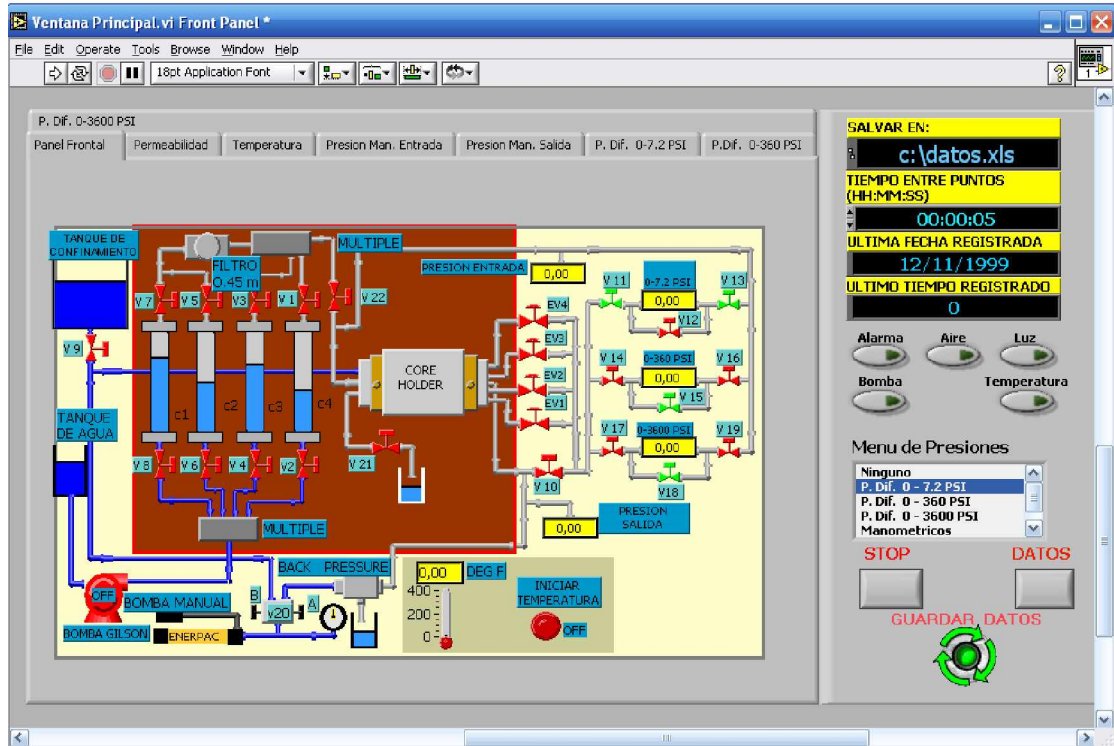 Ventana Principal.vi Front Panel *
File Edit Operate Tools Browse Window Help
18pt Application Font
1
P. Dif. 0-3600 PSI
Panel Frontal Permeabilidad Temperatura Presion Man. Entrada Presion Man. Salida P. Dif. 0-7.2 PSI P.Dif. 0-360 PSI
TANQUE DE
CONFINAMIENTO
MULTIPLE
FILTRO
0.45 m
PRESION ENTRADA
0,00
V 7
V 5
V3
V 1
V 22
V 9
c1
c2
c3
c4
CORE
HOLDER
EV4
EV3
EV2
EV1
V 11
0-7.2 PSI
V 13
0,00
V12
V 14
0-360 PSI
V 16
0,00
V 15
V 17
0-3600 PSI
V 19
0,00
V18
TANQUE
DE AGUA
V 8
V 6
V 4
V2
V 21
V 10
PRESION
SALIDA
0,00
MULTIPLE
BACK PRESSURE
OFF
BOMBA MANUAL
BOMBA GILSON
ENERPAC
B
v20
A
0,00
DEG F
400
200
0
INICIAR
TEMPERATURA
OFF
SALVAR EN:
c:\datos.xls
TIEMPO ENTRE PUNTOS
(HH:MM:SS)
00:00:05
ULTIMA FECHA REGISTRADA
12/11/1999
ULTIMO TIEMPO REGISTRADO
0
Alarma Aire Luz
Bomba Temperatura
Menu de Presiones
Ninguno
P. Dif. 0 - 7.2 PSI
P. Dif. 0 - 360 PSI
P. Dif. 0 - 3600 PSI
Manometricos
STOP DATOS
GUARDAR DATOS